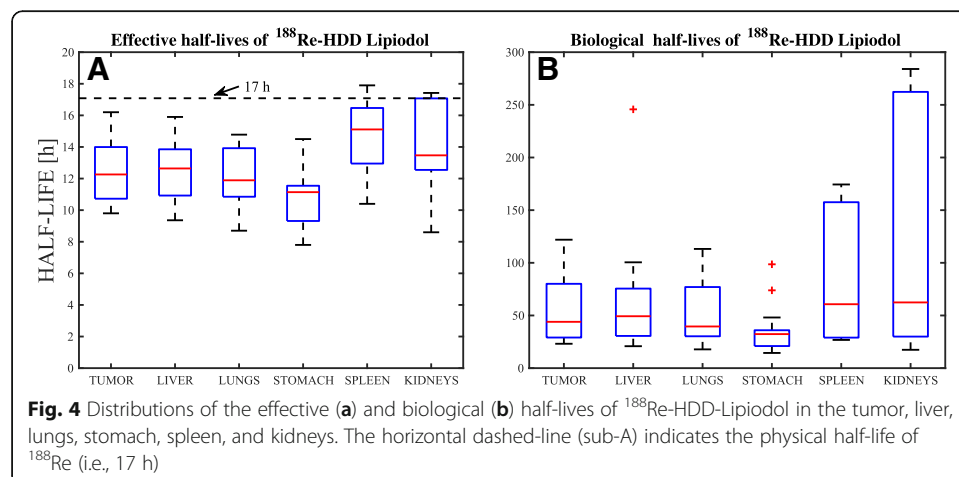 Effective half-lives of ¹⁸⁸Re-HDD Lipiodol
A
17 h
HALF-LIFE [h]
20
18
16
14
12
10
8
6
4
2
0
TUMOR LIVER LUNGS STOMACH SPLEEN KIDNEYS
Biological half-lives of ¹⁸⁸Re-HDD Lipiodol
B
300
250
200
150
100
50
0
TUMOR LIVER LUNGS STOMACH SPLEEN KIDNEYS
Fig. 4 Distributions of the effective (a) and biological (b) half-lives of ¹⁸⁸Re-HDD-Lipiodol in the tumor, liver,
lungs, stomach, spleen, and kidneys. The horizontal dashed-line (sub-A) indicates the physical half-life of
¹⁸⁸Re (i.e., 17 h)